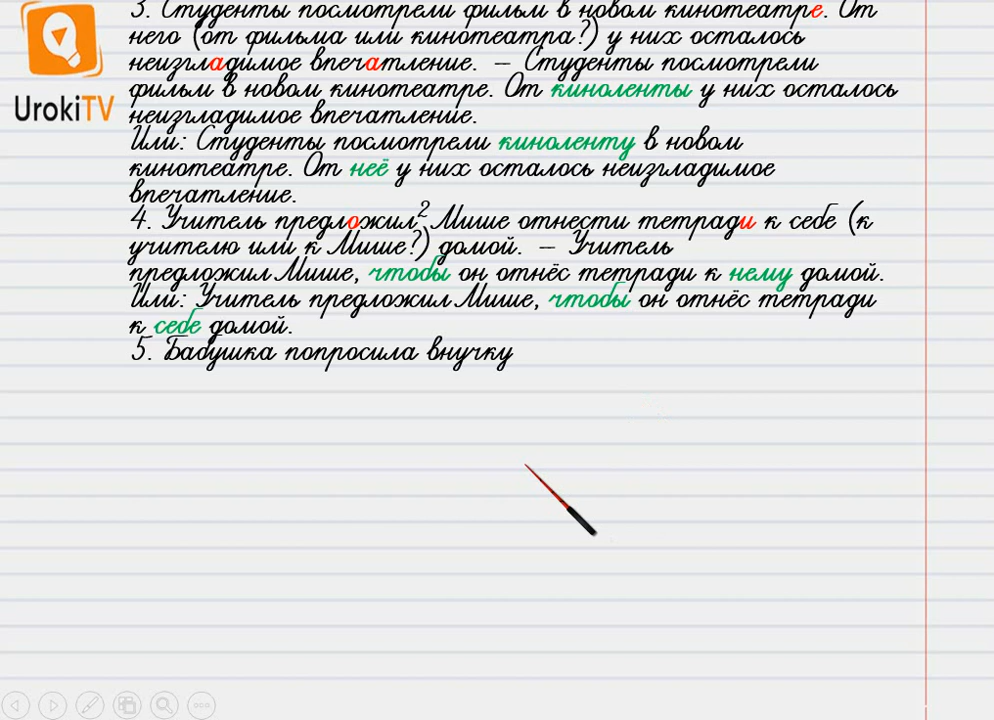 3. Студенты посмотрели фильм в новом кинотеатре. От
него (от фильма или кинотеатра?) у них осталось
неизгладимое впечатление. – Студенты посмотрели
фильм в новом кинотеатре. От киноленты у них осталось
неизгладимое впечатление.
Или: Студенты посмотрели киноленту в новом
кинотеатре. От неё у них осталось неизгладимое
впечатление.
4. Учитель предложил² Мише отнести тетради к себе (к
учителю или к Мише?) домой. – Учитель
предложил Мише, чтобы он отнёс тетради к нему домой.
Или: Учитель предложил Мише, чтобы он отнёс тетради
к себе домой.
5. Бабушка попросила внучку
UrokiTV